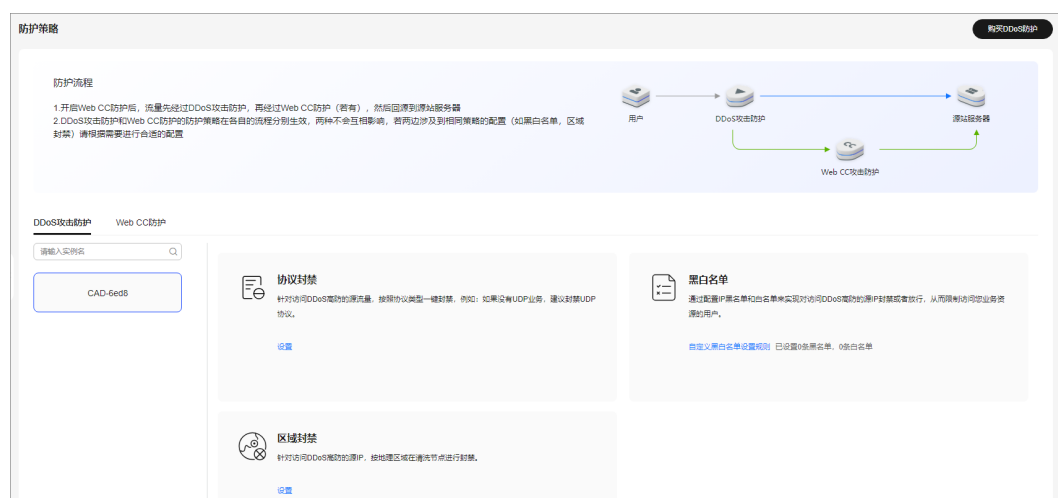 防护策略
购买DDoS防护
防护流程
1.开启Web CC防护后，流量先经过DDoS攻击防护，再经过Web CC防护（若有），然后回源到源站服务器
2.DDoS攻击防护和Web CC防护的防护策略在各自的流程分别生效，两种不会互相影响，若两边涉及到相同策略的配置（如黑白名单，区域
封禁）请根据需要进行合适的配置
用户
DDoS攻击防护
源站服务器
Web CC攻击防护
DDoS攻击防护
Web CC防护
请输入实例名
CAD-6ed8
协议封禁
针对访问DDoS高防的源流量，按照协议类型一键封禁，例如：如果没有UDP业务，建议封禁UDP
协议。
设置
黑白名单
通过配置IP黑名单和白名单来实现对访问DDoS高防的源IP封禁或者放行，从而限制访问您业务资
源的用户。
自定义黑白名单设置规则 已设置0条黑名单，0条白名单
区域封禁
针对访问DDoS高防的源IP，按地理区域在清洗节点进行封禁。
设置